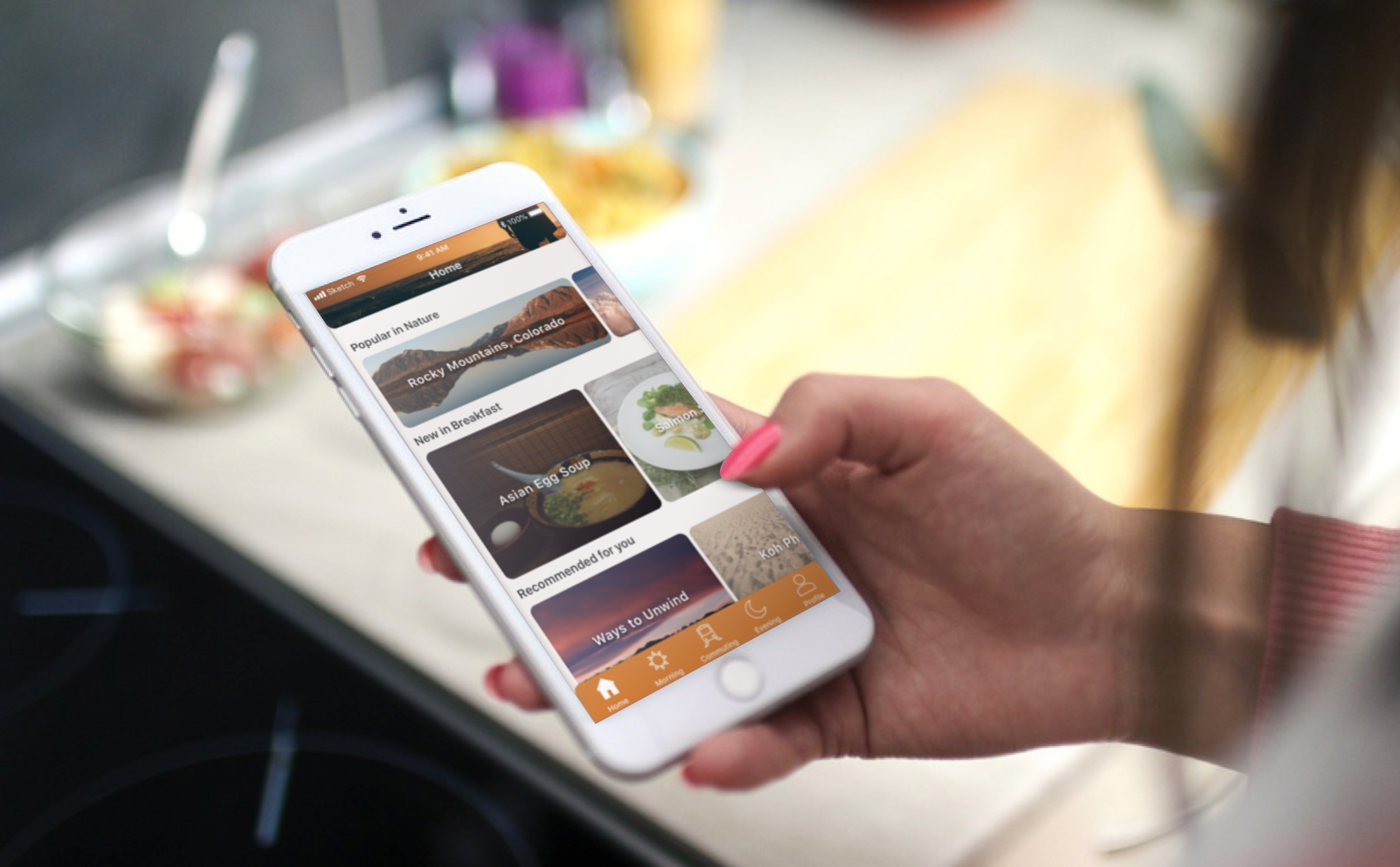 Sketch 9:41 AM 100%
Home
Popular in Nature
Rocky Mountains, Colorado
New in Breakfast
Asian Egg Soup
Salmon
Recommended for you
Ways to Unwind
Koh Ph
Home
Morning
Commuting
Evening
Profile